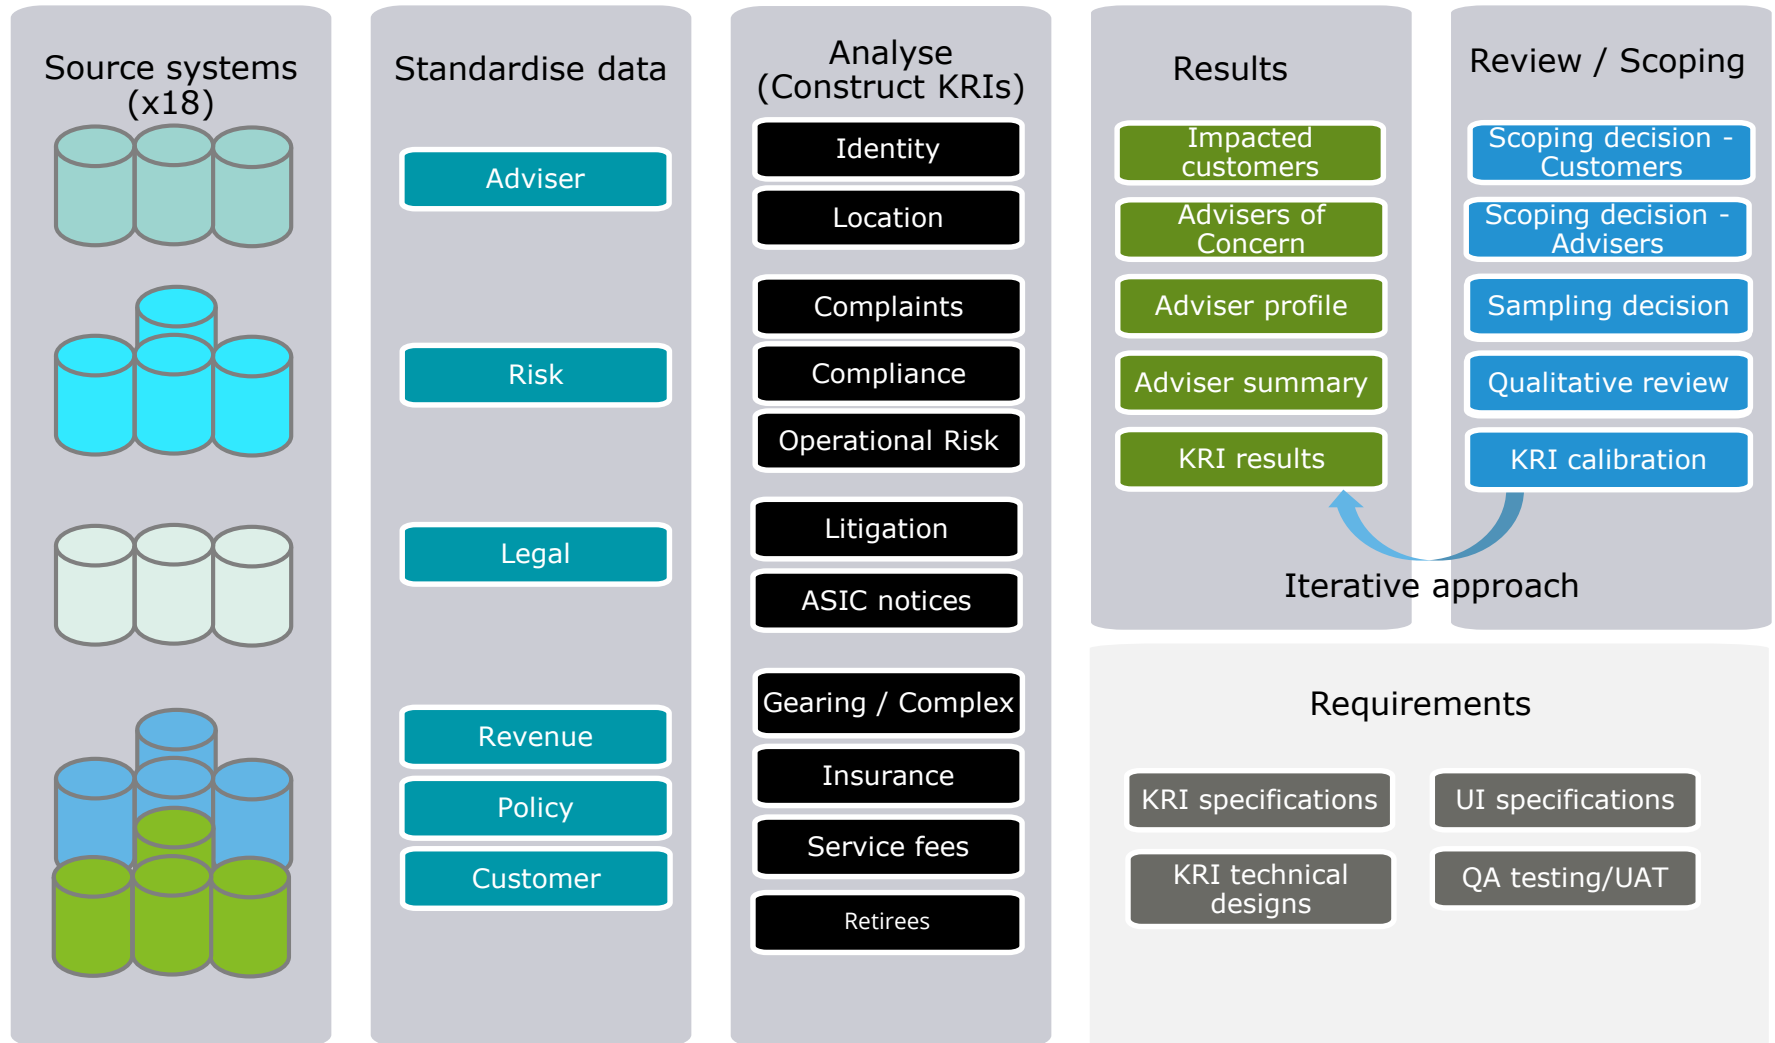 Source systems
(x18)
Standardise data
Adviser
Risk
Legal
Revenue
Policy
Customer
Analyse
(Construct KRIs)
Identity
Location
Complaints
Compliance
Operational Risk
Litigation
ASIC notices
Gearing / Complex
Insurance
Service fees
Retirees
Results
Impacted
customers
Advisers of
Concern
Adviser profile
Adviser summary
KRI results
Review / Scoping
Scoping decision -
Customers
Scoping decision -
Advisers
Sampling decision
Qualitative review
KRI calibration
Iterative approach
Requirements
KRI specifications
UI specifications
KRI technical
designs
QA testing/UAT